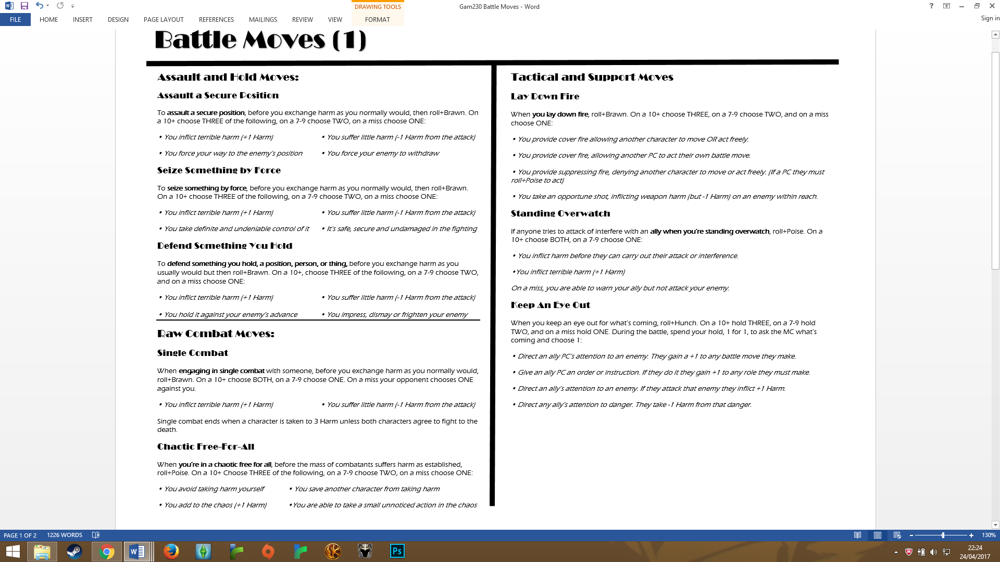 DRAWING TOOLS
Gam230 Battle Moves - Word
?
FILE
HOME
INSERT
DESIGN
PAGE LAYOUT
REFERENCES
MAILINGS
REVIEW
VIEW
FORMAT
Sign in
Battle Moves (1)
Assault and Hold Moves:
Assault a Secure Position
To assault a secure position, before you exchange harm as you normally would, then roll+Brawn. On
a 10+ choose THREE of the following, on a 7-9 choose TWO, on a miss choose ONE:
• You inflict terrible harm (+1 Harm)
• You suffer little harm (-1 Harm from the attack)
• You force your way to the enemy's position
• You force your enemy to withdraw
Seize Something by Force
To seize something by force, before you exchange harm as you normally would, then roll+Brawn.
On a 10+ choose THREE of the following, on a 7-9 choose TWO, on a miss choose ONE:
• You inflict terrible harm (+1 Harm)
• You suffer little harm (-1 Harm from the attack)
• You take definite and undeniable control of it
• It's safe, secure and undamaged in the fighting
Defend Something You Hold
To defend something you hold, a position, person, or thing, before you exchange harm as you
usually would but then roll+Brawn. On a 10+, choose THREE of the following, on a 7-9 choose TWO,
and on a miss choose ONE:
• You inflict terrible harm (+1 Harm)
• You suffer little harm (-1 Harm from the attack)
• You hold it against your enemy's advance
• You impress, dismay or frighten your enemy
Raw Combat Moves:
Single Combat
When engaging in single combat with someone, before you exchange harm as you normally would,
roll+Brawn. On a 10+ choose BOTH, on a 7-9 choose ONE. On a miss your opponent chooses ONE
against you.
• You inflict terrible harm (+1 Harm)
• You suffer little harm (-1 Harm from the attack)
Single combat ends when a character is taken to 3 Harm unless both characters agree to fight to the
death.
Chaotic Free-For-All
When you're in a chaotic free for all, before the mass of combatants suffers harm as established,
roll+Poise. On a 10+ Choose THREE of the following, on a 7-9 choose TWO, on a miss choose ONE:
• You avoid taking harm yourself
• You save another character from taking harm
• You add to the chaos (+1 Harm)
•You are able to take a small unnoticed action in the chaos
Tactical and Support Moves
Lay Down Fire
When you lay down fire, roll+Brawn. On a 10+ choose THREE, on a 7-9 choose TWO, and on a miss
choose ONE:
• You provide cover fire allowing another character to move OR act freely.
• You provide cover fire, allowing another PC to act their own battle move.
• You provide suppressing fire, denying another character to move or act freely. (If a PC they must
roll+Poise to act)
• You take an opportune shot, inflicting weapon harm (but -1 Harm) on an enemy within reach.
Standing Overwatch
If anyone tries to attack of interfere with an ally when you're standing overwatch, roll+Poise. On a
10+ choose BOTH, on a 7-9 choose ONE:
• You inflict harm before they can carry out their attack or interference.
•You inflict terrible harm (+1 Harm)
On a miss, you are able to warn your ally but not attack your enemy.
Keep An Eye Out
When you keep an eye out for what's coming, roll+Hunch. On a 10+ hold THREE, on a 7-9 hold
TWO, and on a miss hold ONE. During the battle, spend your hold, 1 for 1, to ask the MC what's
coming and choose 1:
• Direct an ally PC's attention to an enemy. They gain a +1 to any battle move they make.
• Give an ally PC an order or instruction. If they do it they gain +1 to any role they must make.
• Direct an ally's attention to an enemy. If they attack that enemy they inflict +1 Harm.
• Direct any ally's attention to danger. They take -1 Harm from that danger.
PAGE 1 OF 2
1226 WORDS
130%
Ps
22:24
24/04/2017